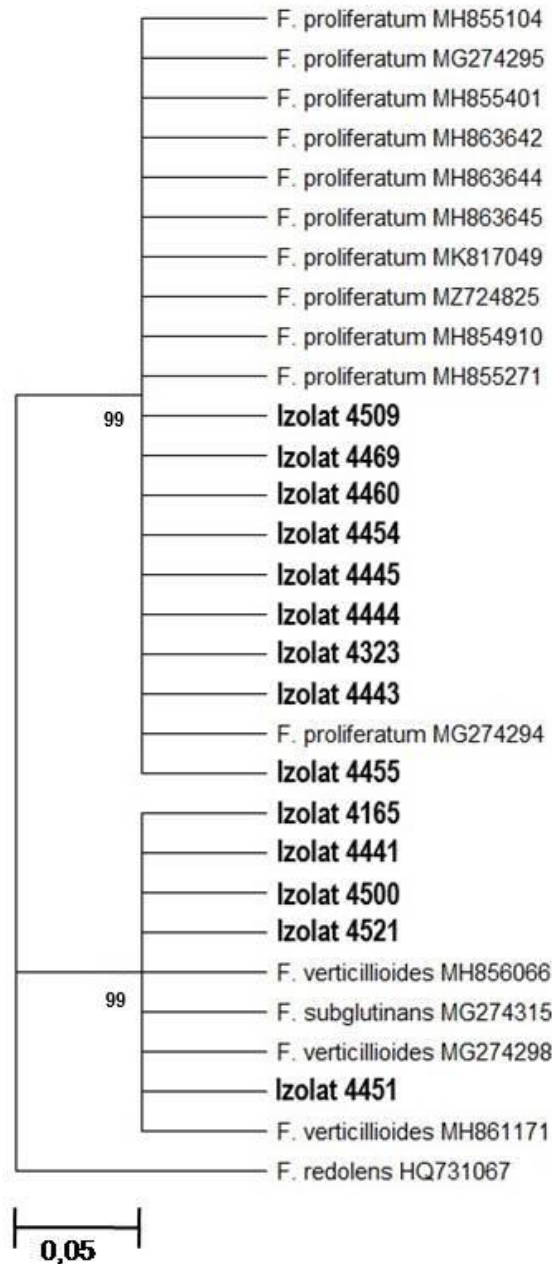 F. proliferatum MH855104
F. proliferatum MG274295
F. proliferatum MH855401
F. proliferatum MH863642
F. proliferatum MH863644
F. proliferatum MH863645
F. proliferatum MK817049
F. proliferatum MZ724825
F. proliferatum MH854910
F. proliferatum MH855271
99
Izolat 4509
Izolat 4469
Izolat 4460
Izolat 4454
Izolat 4445
Izolat 4444
Izolat 4323
Izolat 4443
F. proliferatum MG274294
Izolat 4455
Izolat 4165
Izolat 4441
Izolat 4500
Izolat 4521
F. verticillioides MH856066
99
F. subglutinans MG274315
F. verticillioides MG274298
Izolat 4451
F. verticillioides MH861171
F. redolens HQ731067
0,05